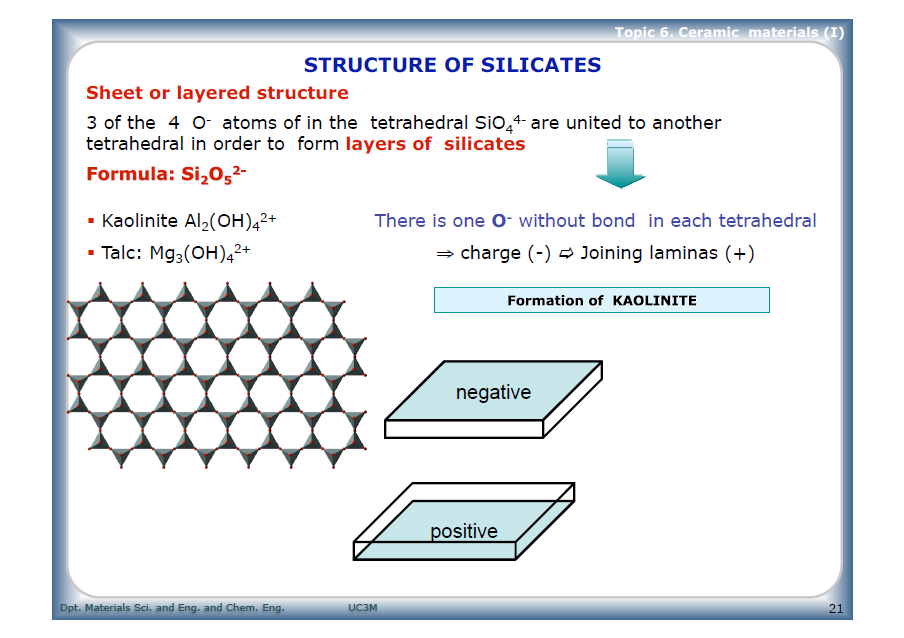 Topic 6. Ceramic materials (I)
STRUCTURE OF SILICATES
Sheet or layered structure
3 of the 4 O⁻ atoms of in the tetrahedral SiO₄⁴⁻ are united to another
tetrahedral in order to form layers of silicates
Formula: Si₂O₅²⁻
▪ Kaolinite Al₂(OH)₄²⁺
▪ Talc: Mg₃(OH)₄²⁺
There is one O⁻ without bond in each tetrahedral
⇒ charge (-) ➯ Joining laminas (+)
Formation of KAOLINITE
negative
positive
Dpt. Materials Sci. and Eng. and Chem. Eng. UC3M
21